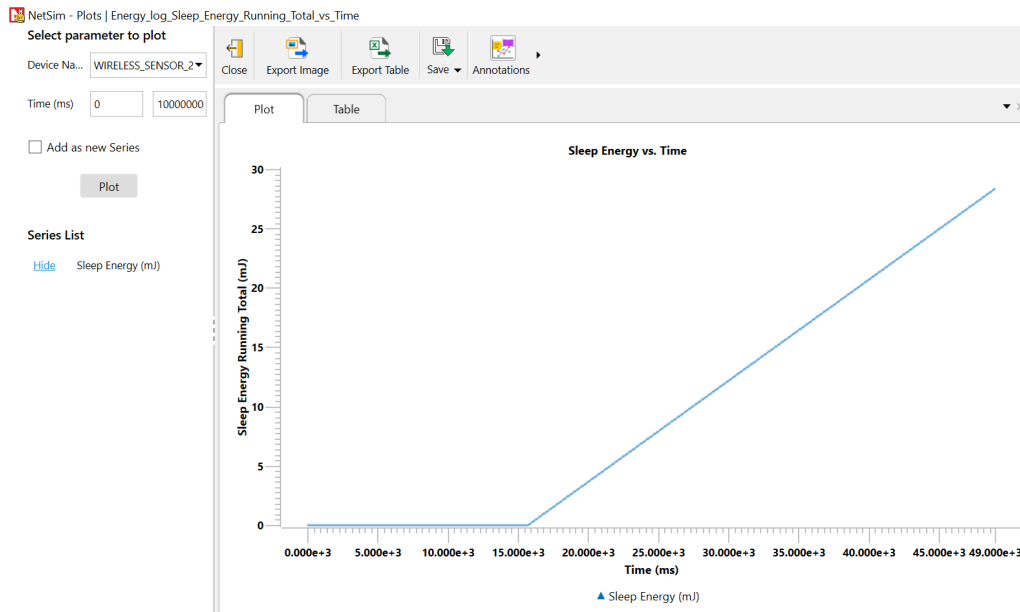 NetSim - Plots | Energy_log_Sleep_Energy_Running_Total_vs_Time
Select parameter to plot
Device Na... WIRELESS_SENSOR_2
Time (ms) 0 10000000
Add as new Series
Plot
Series List
Hide Sleep Energy (mJ)
Close Export Image Export Table Save Annotations
Plot Table
Sleep Energy vs. Time
Sleep Energy Running Total (mJ)
30
25
20
15
10
5
0
0.000e+3 5.000e+3 10.000e+3 15.000e+3 20.000e+3 25.000e+3 30.000e+3 35.000e+3 40.000e+3 45.000e+3 49.000e+3
Time (ms)
Sleep Energy (mJ)